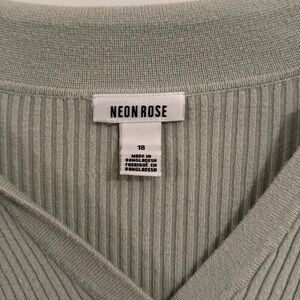 NEON ROSE
18
MADE IN
BANGLADESH
FABRIQUÉ EN
BANGLADESH